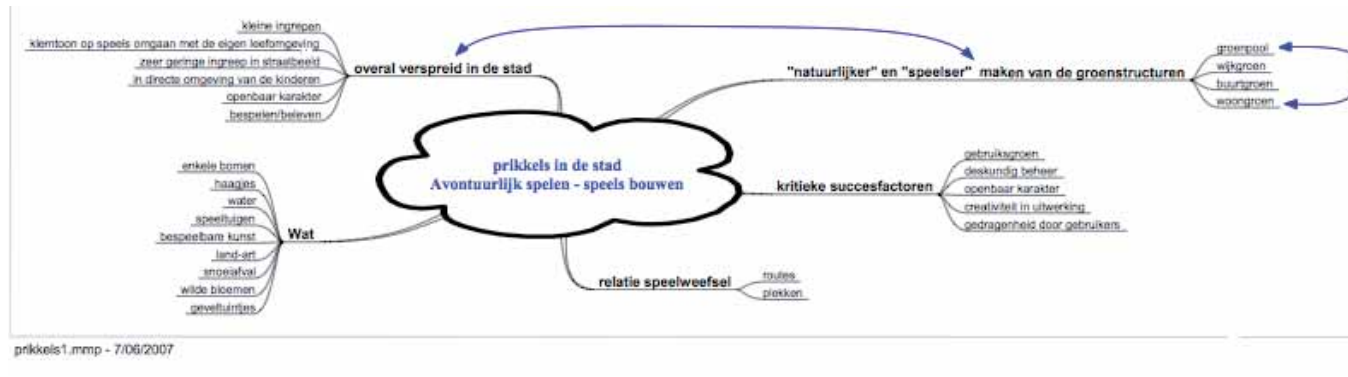 kleine ingrepen
klemtoon op speels omgaan met de eigen leefomgeving
zeer geringe ingreep in straatbeeld
in directe omgeving van de kinderen
openbaar karakter
bespelen/beleven
overal verspreid in de stad
"natuurlijker" en "speelser" maken van de groenstructuren
groenpool
wijkgroen
buurtgroen
woongroen
prikkels in de stad
Avontuurlijk spelen - speels bouwen
enkele bomen
haagjes
water
speeltuigen
bespeelbare kunst
land-art
snoeiafval
wilde bloemen
geveltuintjes
Wat
kritieke succesfactoren
gebruiksgroen
deskundig beheer
openbaar karakter
creativiteit in uitwerking
gedragenheid door gebruikers
relatie speelweefsel
routes
plekken
prikkels1.mmp - 7/06/2007